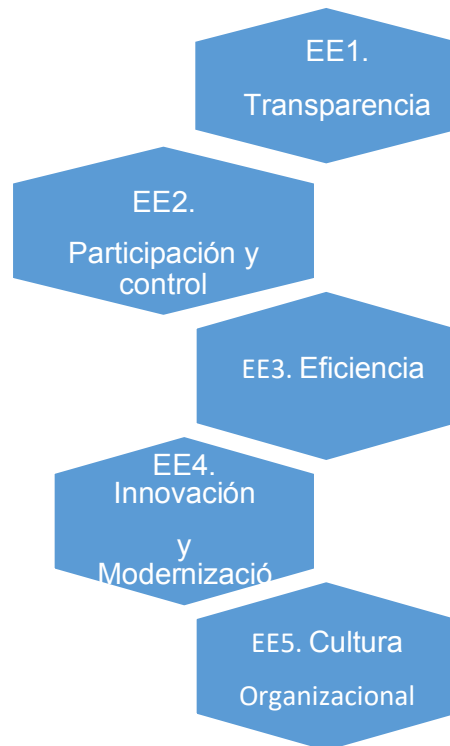 EE1.
Transparencia
EE2.
Participación y
control
EE3. Eficiencia
EE4.
Innovación
y
Modernizació
EE5. Cultura
Organizacional